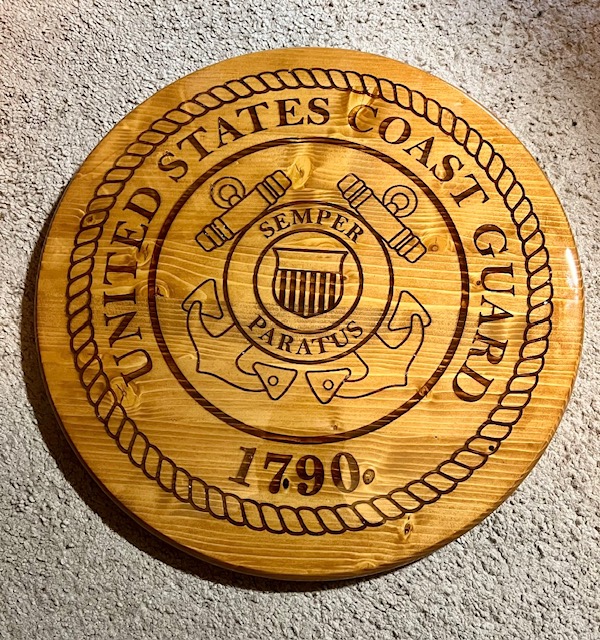 UNITED STATES COAST GUARD
SEMPER
PARATUS
1790